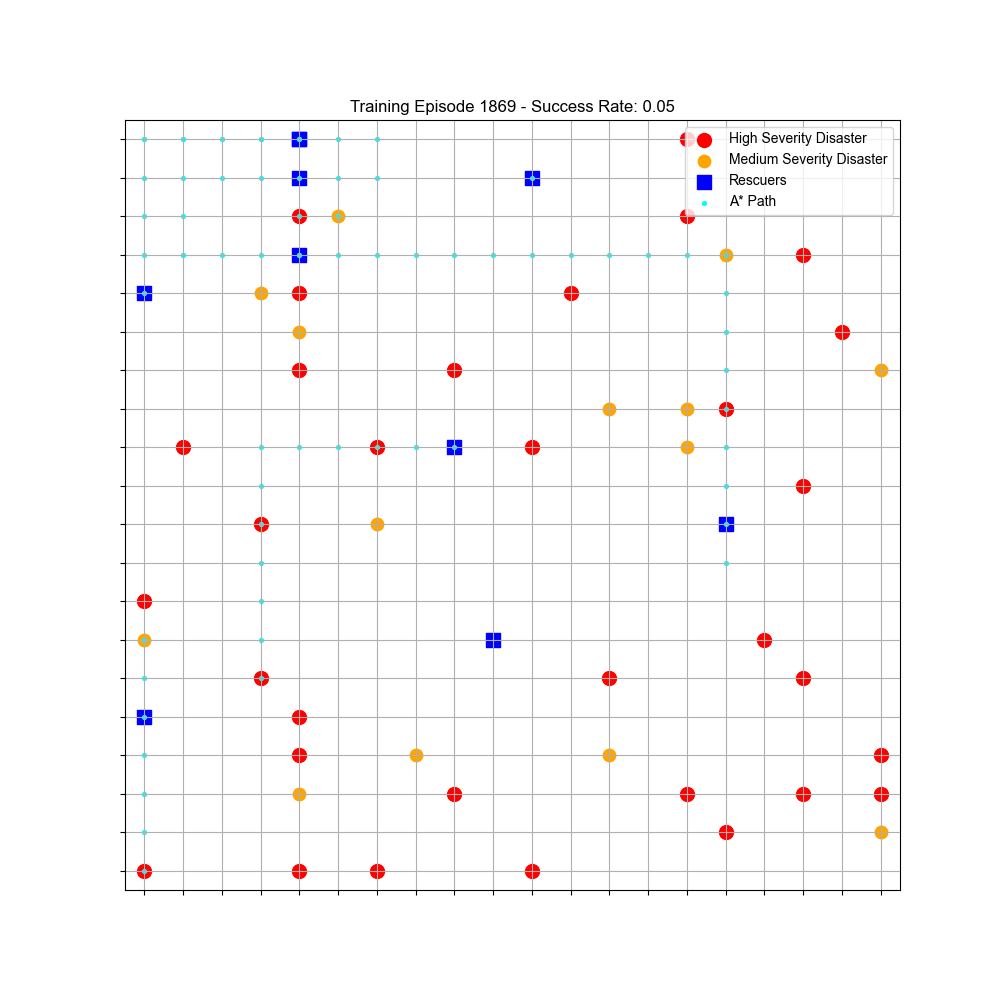 Training Episode 1869 - Success Rate: 0.05
High Severity Disaster
Medium Severity Disaster
Rescuers
A* Path